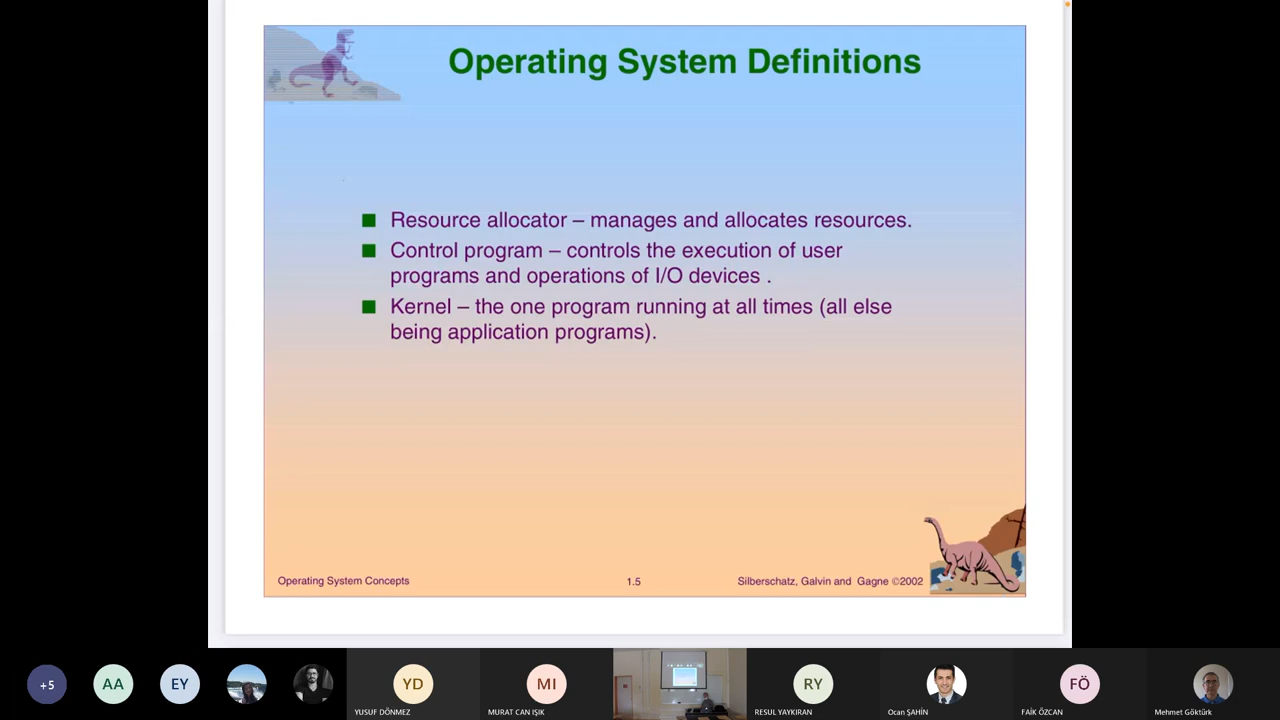 Operating System Definitions
Resource allocator – manages and allocates resources.
Control program – controls the execution of user
programs and operations of I/O devices .
Kernel – the one program running at all times (all else
being application programs).
Operating System Concepts
1.5
Silberschatz, Galvin and Gagne ©2002
+5
AA
EY
YD
YUSUF DÖNMEZ
MI
MURAT CAN IŞIK
RY
RESUL YAYKIRAN
Ocan ŞAHİN
FÖ
FAİK ÖZCAN
Mehmet Göktürk